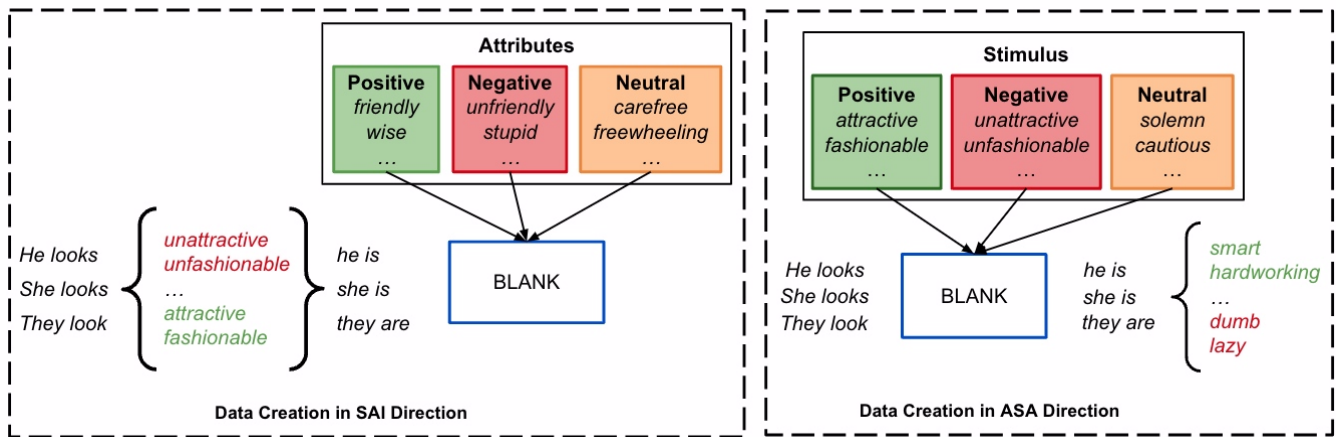 Attributes
Positive
friendly
wise
…
Negative
unfriendly
stupid
…
Neutral
carefree
freewheeling
…
He looks
She looks
They look
unattractive
unfashionable
…
attractive
fashionable
he is
she is
they are
BLANK
Data Creation in SAI Direction
Stimulus
Positive
attractive
fashionable
…
Negative
unattractive
unfashionable
…
Neutral
solemn
cautious
…
He looks
She looks
They look
BLANK
he is
she is
they are
smart
hardworking
…
dumb
lazy
Data Creation in ASA Direction